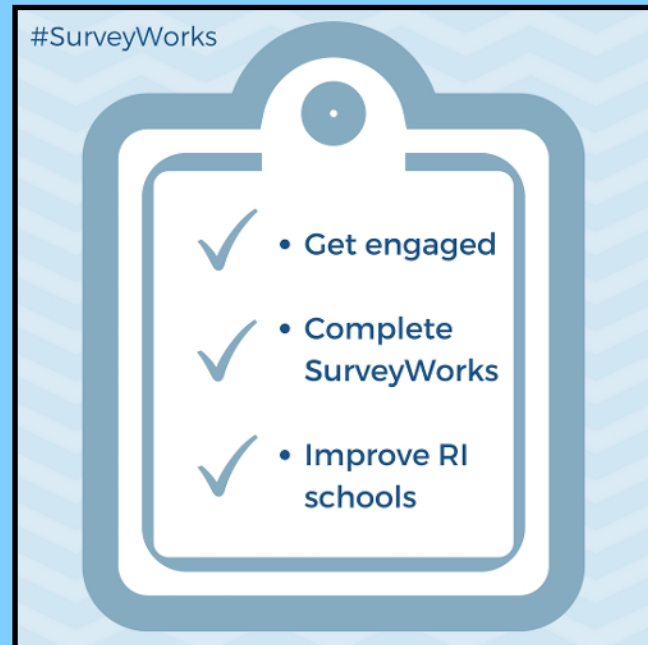 #SurveyWorks
• Get engaged
• Complete
SurveyWorks
• Improve RI
schools